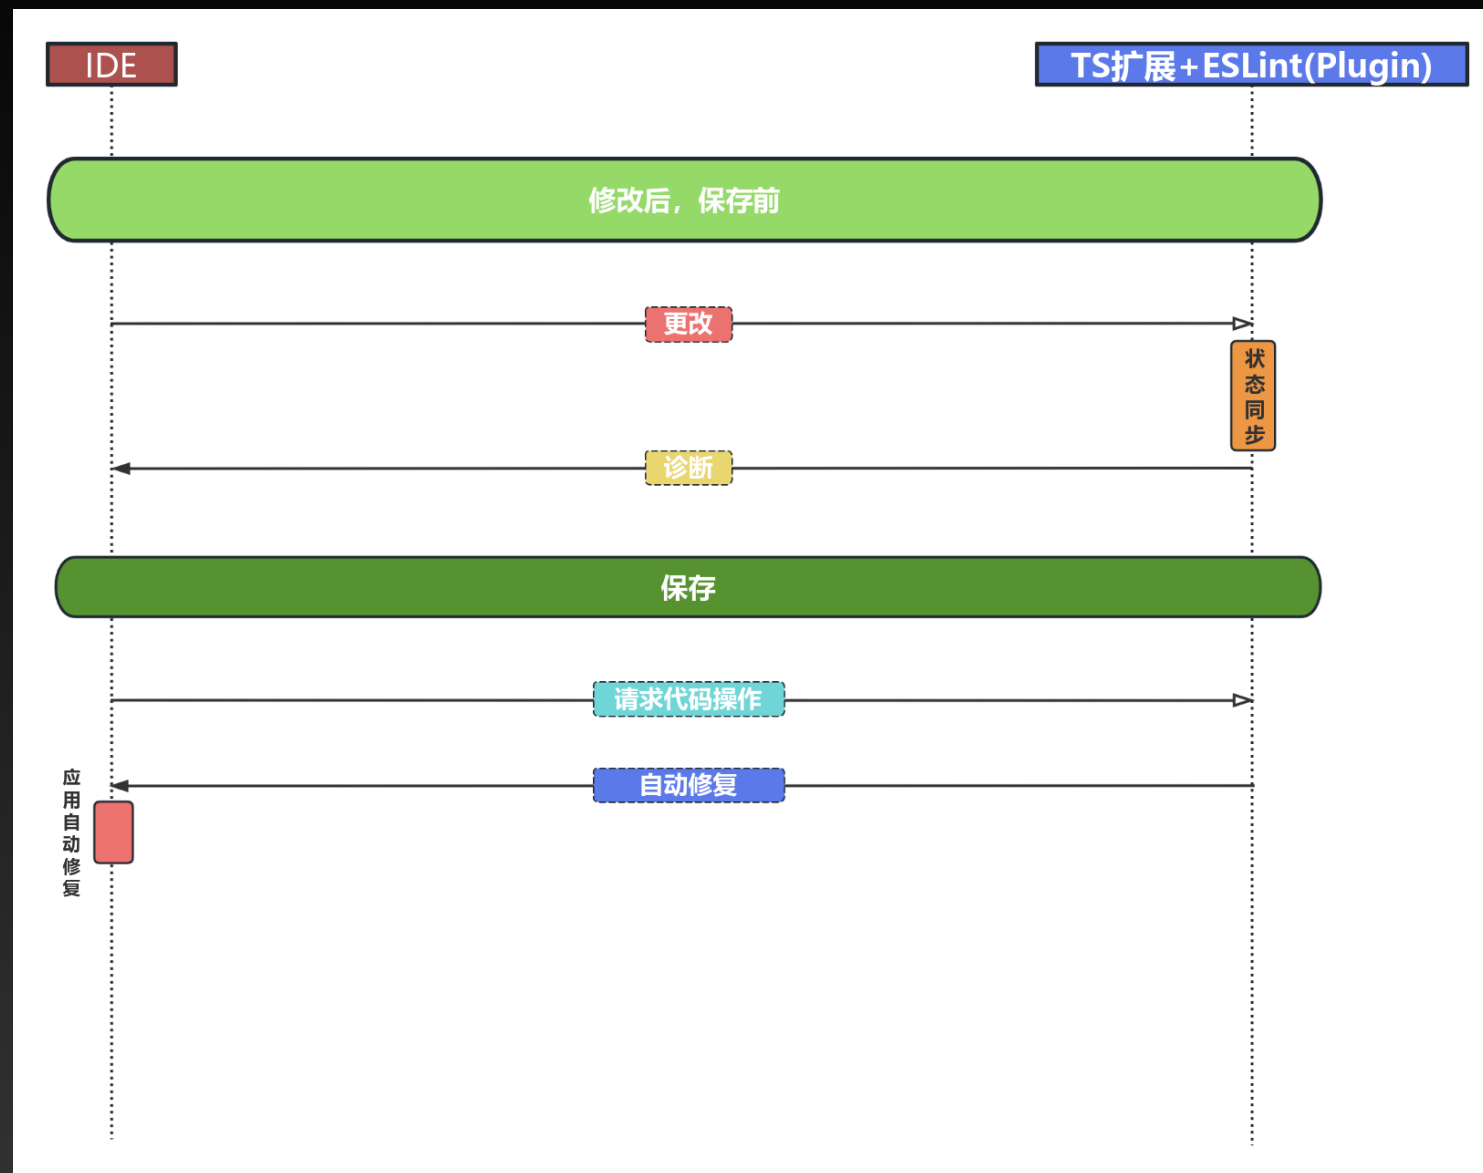 IDE
TS扩展+ESLint(Plugin)
修改后，保存前
更改
状态同步
诊断
保存
请求代码操作
自动修复
应用自动修复